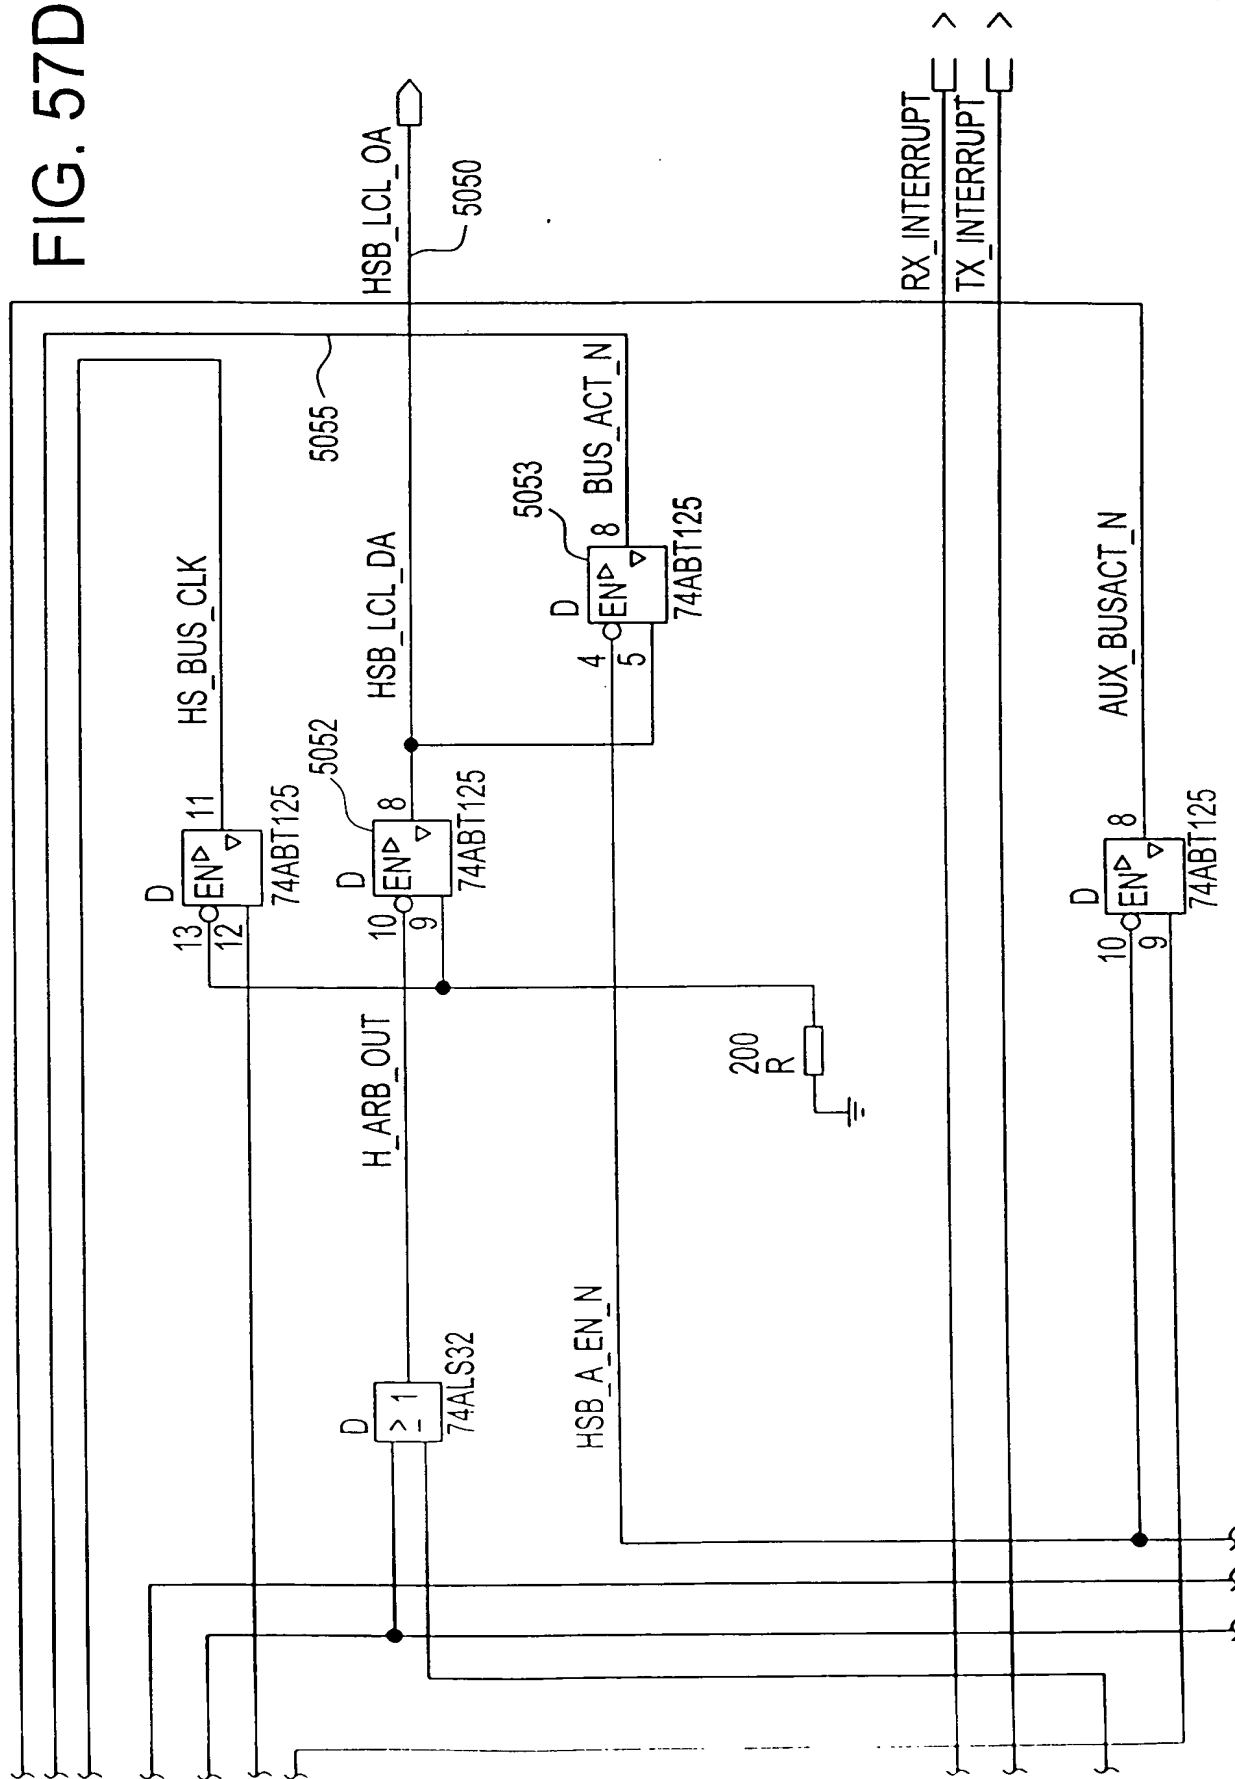 FIG. 57D
HS_BUS_CLK
D
EN
13
12
11
74ABT125
HSB_LCL_OA
5050
5055
HSB_LCL_DA
5052
D
EN
10
9
8
74ABT125
H_ARB_OUT
D
≥ 1
74ALS32
BUS_ACT_N
5053
D
EN
4
5
8
74ABT125
HSB_A_EN_N
200
R
RX_INTERRUPT
TX_INTERRUPT
AUX_BUSACT_N
D
EN
10
9
8
74ABT125